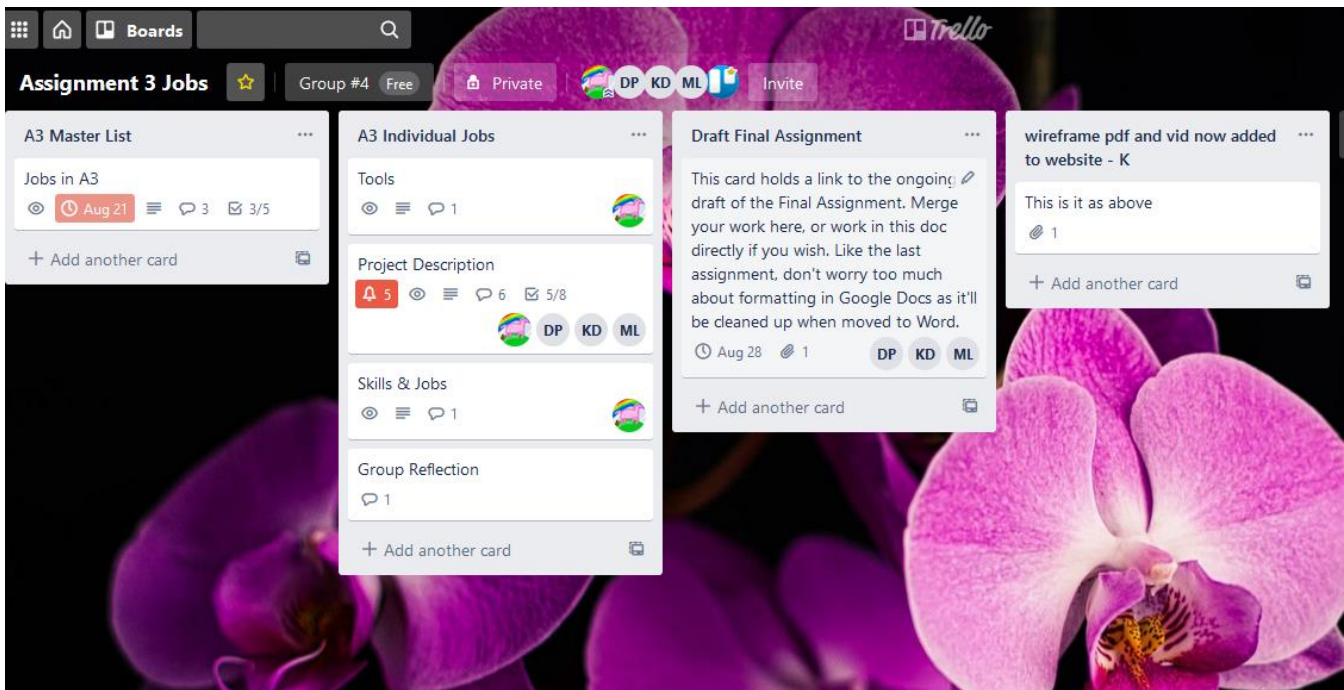 Boards
Trello
Assignment 3 Jobs
Group #4 Free
Private
DP KD ML
Invite
A3 Master List
Jobs in A3
Aug 21 3 3/5
+ Add another card
A3 Individual Jobs
Tools
1
Project Description
5 6 5/8
DP KD ML
Skills & Jobs
1
Group Reflection
1
+ Add another card
Draft Final Assignment
This card holds a link to the ongoing
draft of the Final Assignment. Merge
your work here, or work in this doc
directly if you wish. Like the last
assignment, don't worry too much
about formatting in Google Docs as it'll
be cleaned up when moved to Word.
Aug 28 1 DP KD ML
+ Add another card
wireframe pdf and vid now added
to website - K
This is it as above
1
+ Add another card